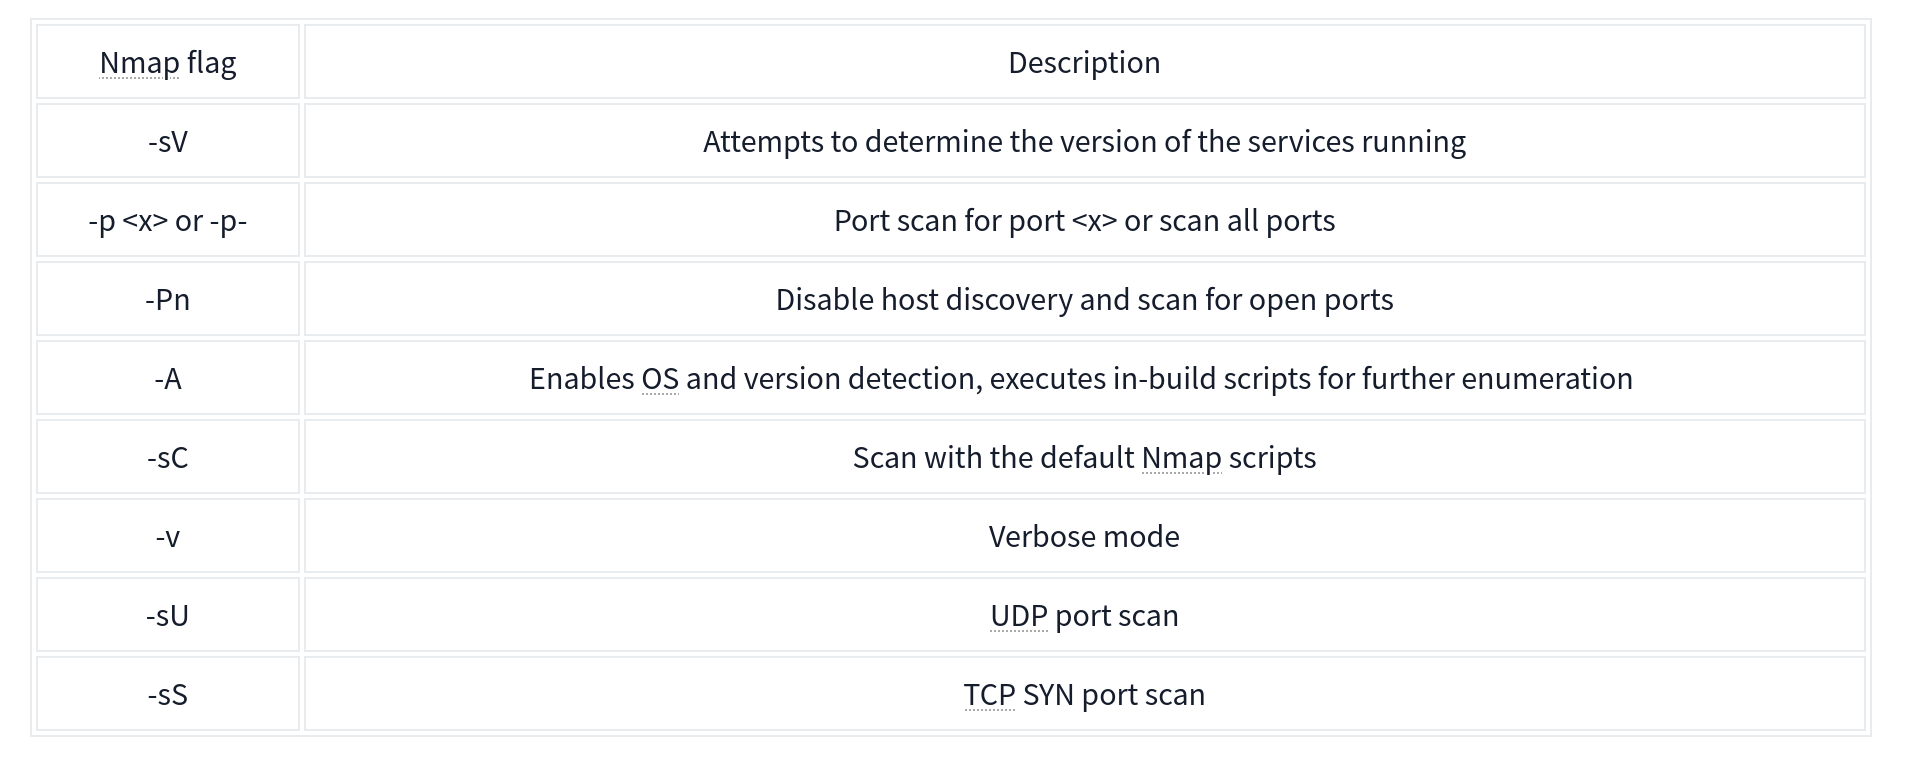 Nmap flag Description
-sV Attempts to determine the version of the services running
-p <x> or -p- Port scan for port <x> or scan all ports
-Pn Disable host discovery and scan for open ports
-A Enables OS and version detection, executes in-build scripts for further enumeration
-sC Scan with the default Nmap scripts
-v Verbose mode
-sU UDP port scan
-sS TCP SYN port scan